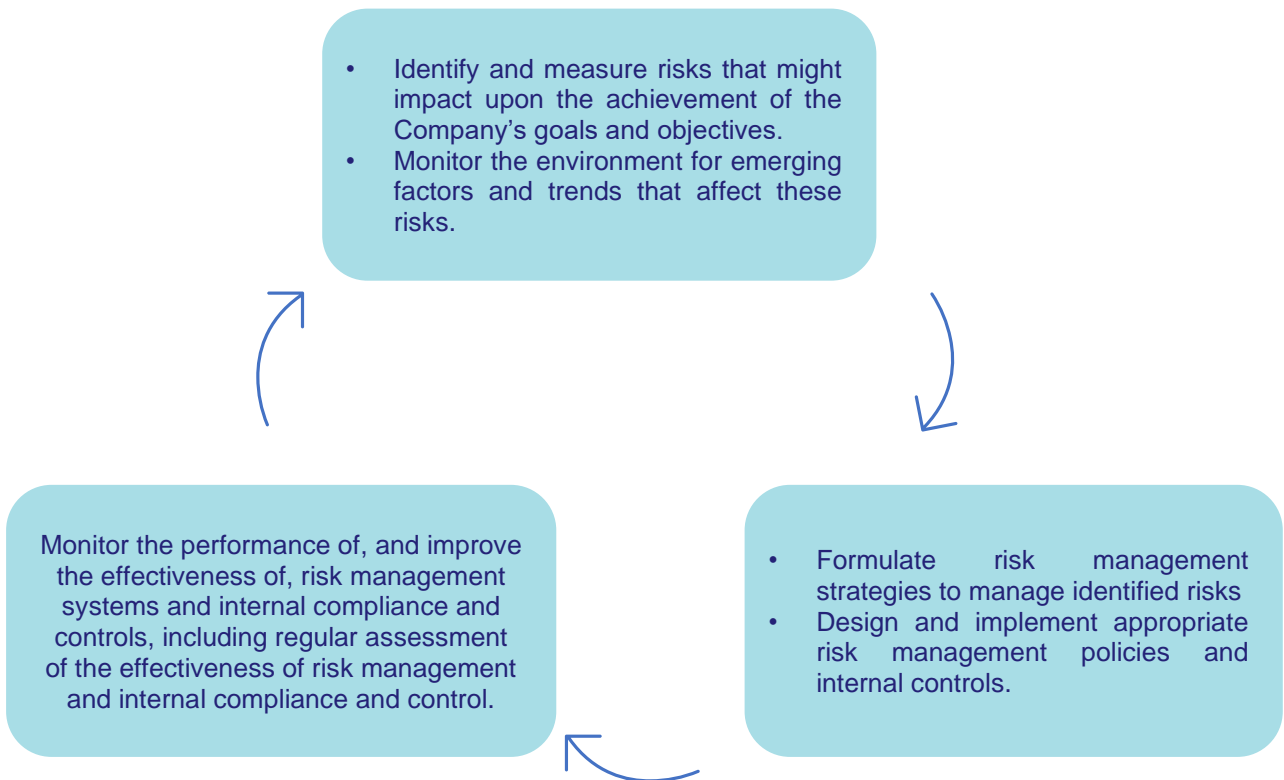 • Identify and measure risks that might
impact upon the achievement of the
Company’s goals and objectives.
• Monitor the environment for emerging
factors and trends that affect these
risks.
• Formulate risk management
strategies to manage identified risks
• Design and implement appropriate
risk management policies and
internal controls.
Monitor the performance of, and improve
the effectiveness of, risk management
systems and internal compliance and
controls, including regular assessment
of the effectiveness of risk management
and internal compliance and control.